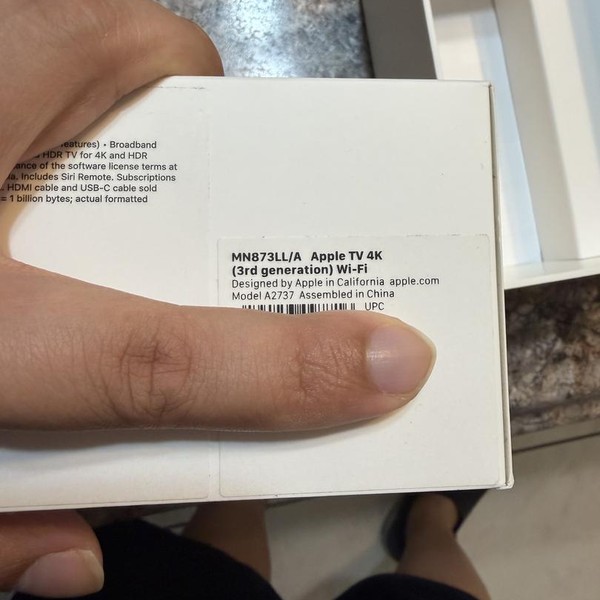 eatures) • Broadband
HDR TV for 4K and HDR
ance of the software license terms at
Includes Siri Remote. Subscriptions
HDMI cable and USB-C cable sold
= 1 billion bytes; actual formatted
MN873LL/A Apple TV 4K
(3rd generation) Wi-Fi
Designed by Apple in California apple.com
Model A2737 Assembled in China
UPC